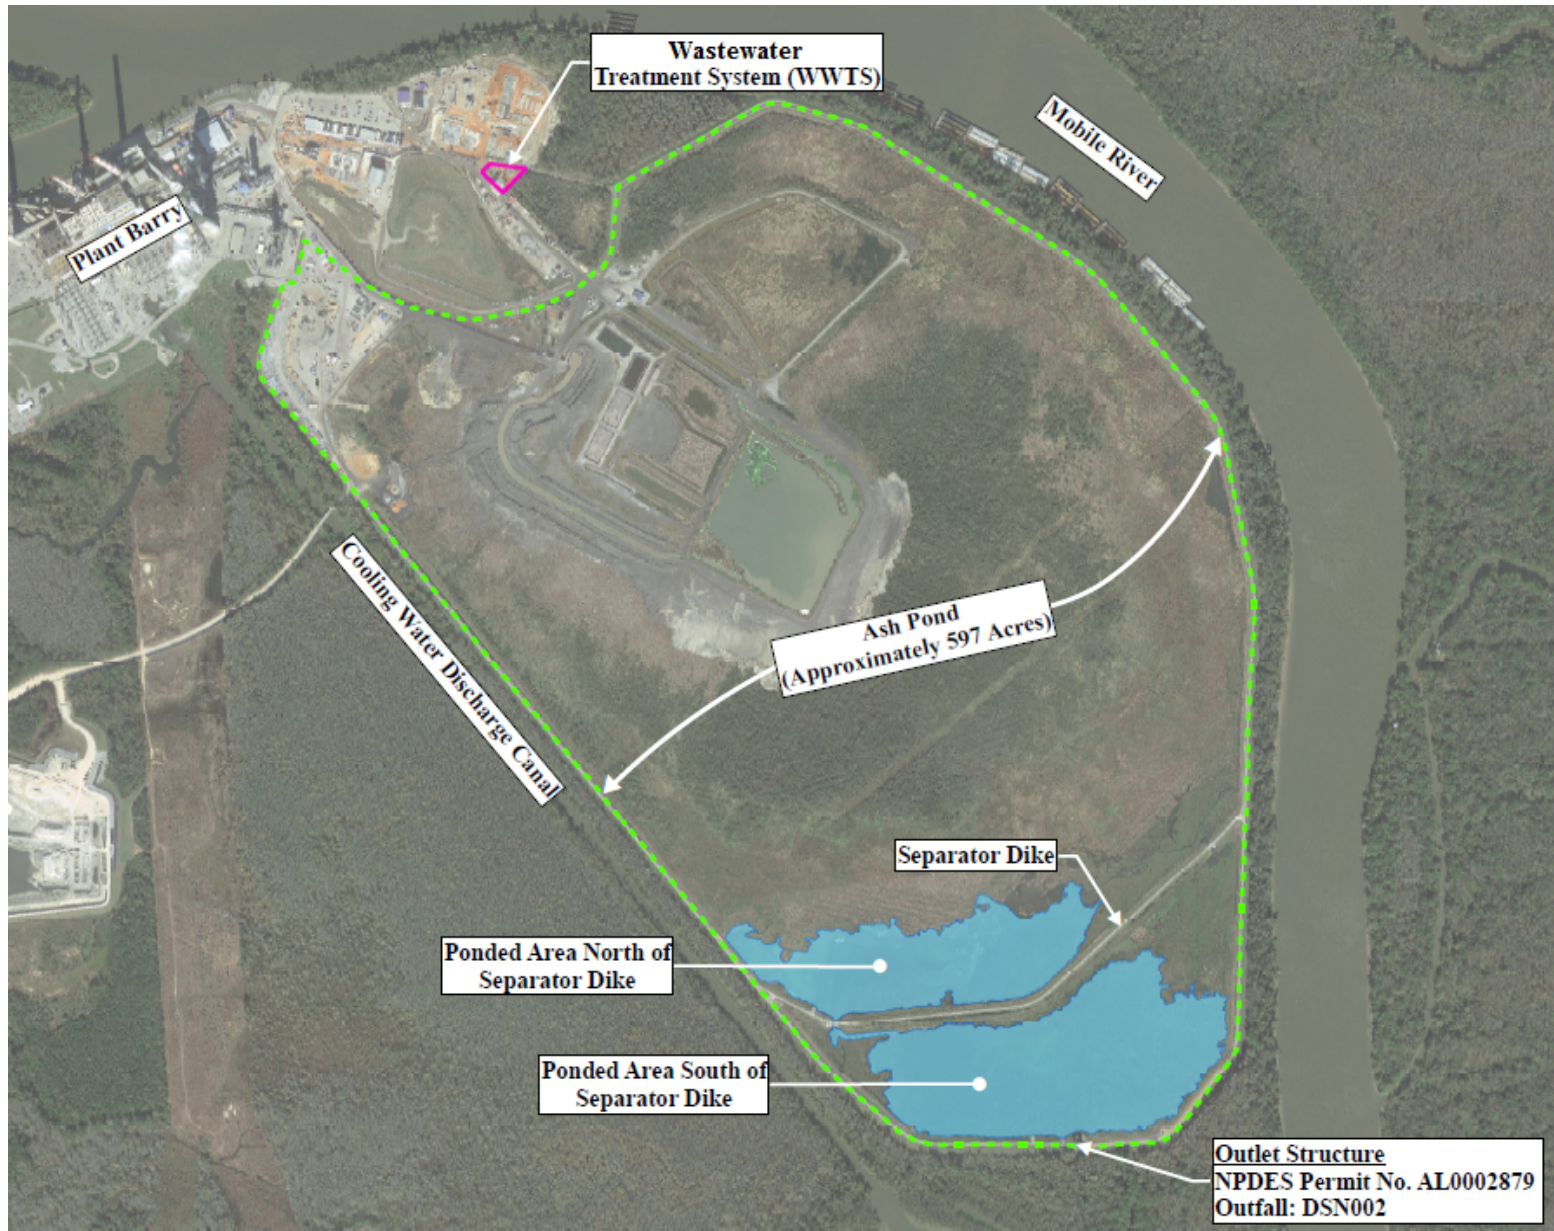 Wastewater
Treatment System (WWTS)
Mobile River
Plant Barry
Cooling Water Discharge Canal
Ash Pond
(Approximately 597 Acres)
Separator Dike
Ponded Area North of
Separator Dike
Ponded Area South of
Separator Dike
Outlet Structure
NPDES Permit No. AL0002879
Outfall: DSN002